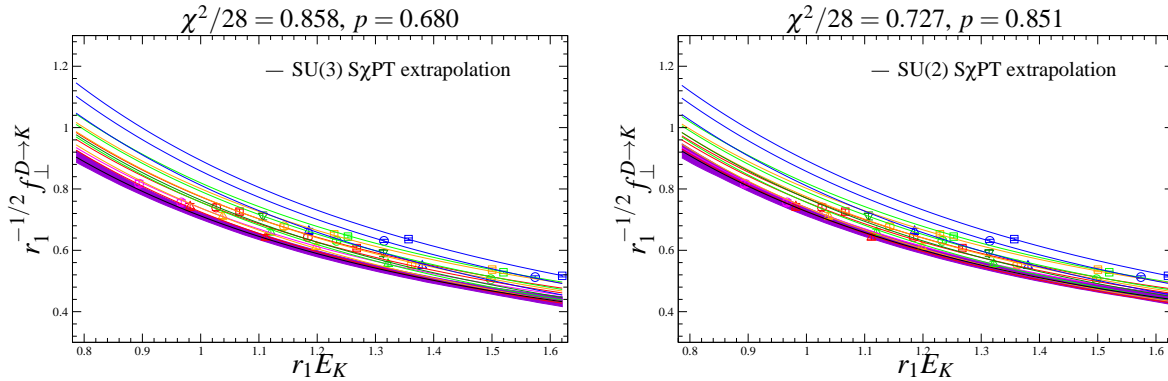 χ²/28 = 0.858, p = 0.680
— SU(3) SχPT extrapolation
r₁^{-1/2} f_⊥^{D→K}
1.2
1
0.8
0.6
0.4
0.8 0.9 1 1.1 1.2 1.3 1.4 1.5 1.6
r₁E_K
χ²/28 = 0.727, p = 0.851
— SU(2) SχPT extrapolation
r₁^{-1/2} f_⊥^{D→K}
1.2
1
0.8
0.6
0.4
0.8 0.9 1 1.1 1.2 1.3 1.4 1.5 1.6
r₁E_K